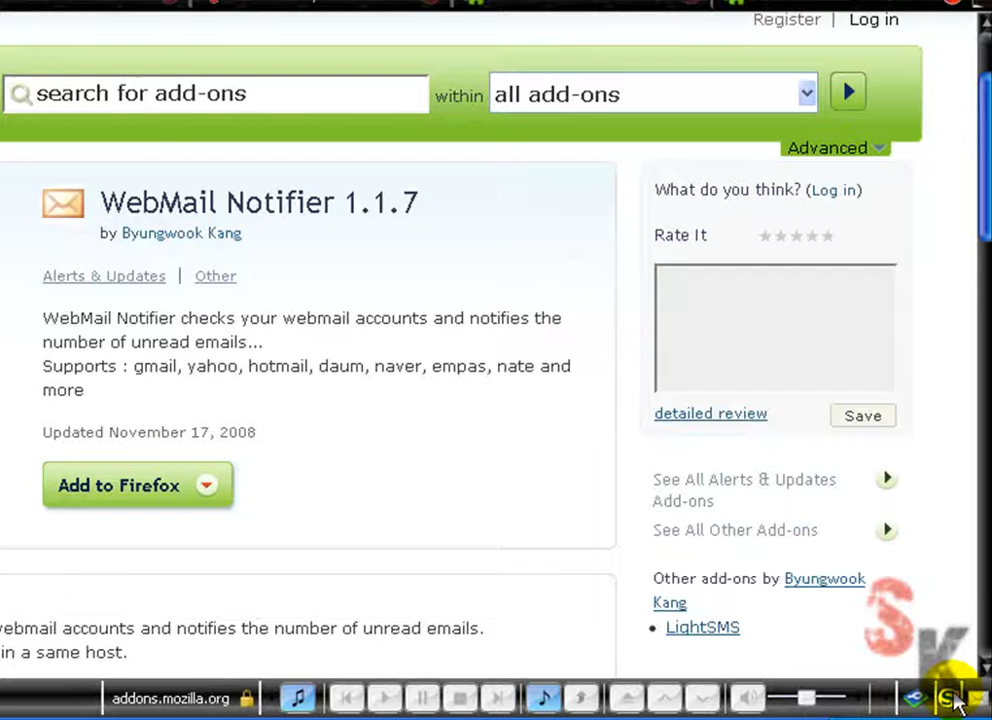 Register | Log in
search for add-ons within all add-ons
Advanced
WebMail Notifier 1.1.7
by Byungwook Kang
Alerts & Updates | Other
WebMail Notifier checks your webmail accounts and notifies the
number of unread emails...
Supports : gmail, yahoo, hotmail, daum, naver, empas, nate and
more
Updated November 17, 2008
Add to Firefox
What do you think? (Log in)
Rate It
detailed review Save
See All Alerts & Updates
Add-ons
See All Other Add-ons
Other add-ons by Byungwook
Kang
• LightSMS
ebmail accounts and notifies the number of unread emails.
in a same host.
SK
addons.mozilla.org
S